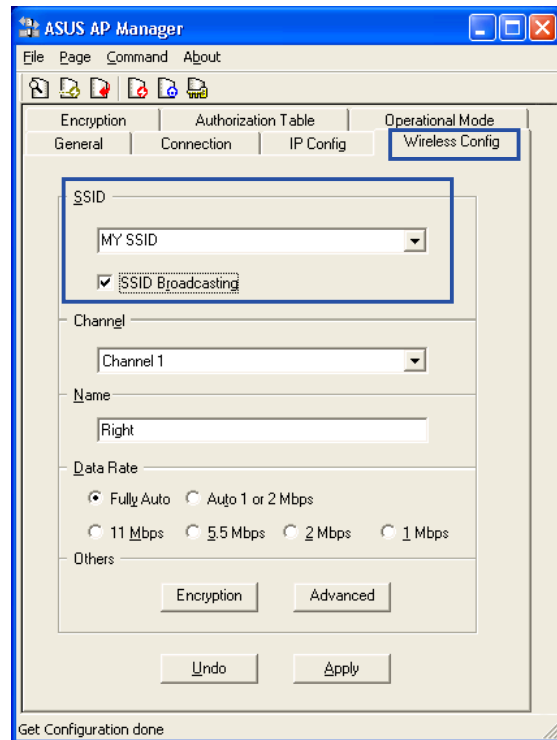 ASUS AP Manager
File Page Command About
Encryption Authorization Table Operational Mode
General Connection IP Config Wireless Config
SSID
MY SSID
SSID Broadcasting
Channel
Channel 1
Name
Right
Data Rate
Fully Auto Auto 1 or 2 Mbps
11 Mbps 5.5 Mbps 2 Mbps 1 Mbps
Others
Encryption Advanced
Undo Apply
Get Configuration done